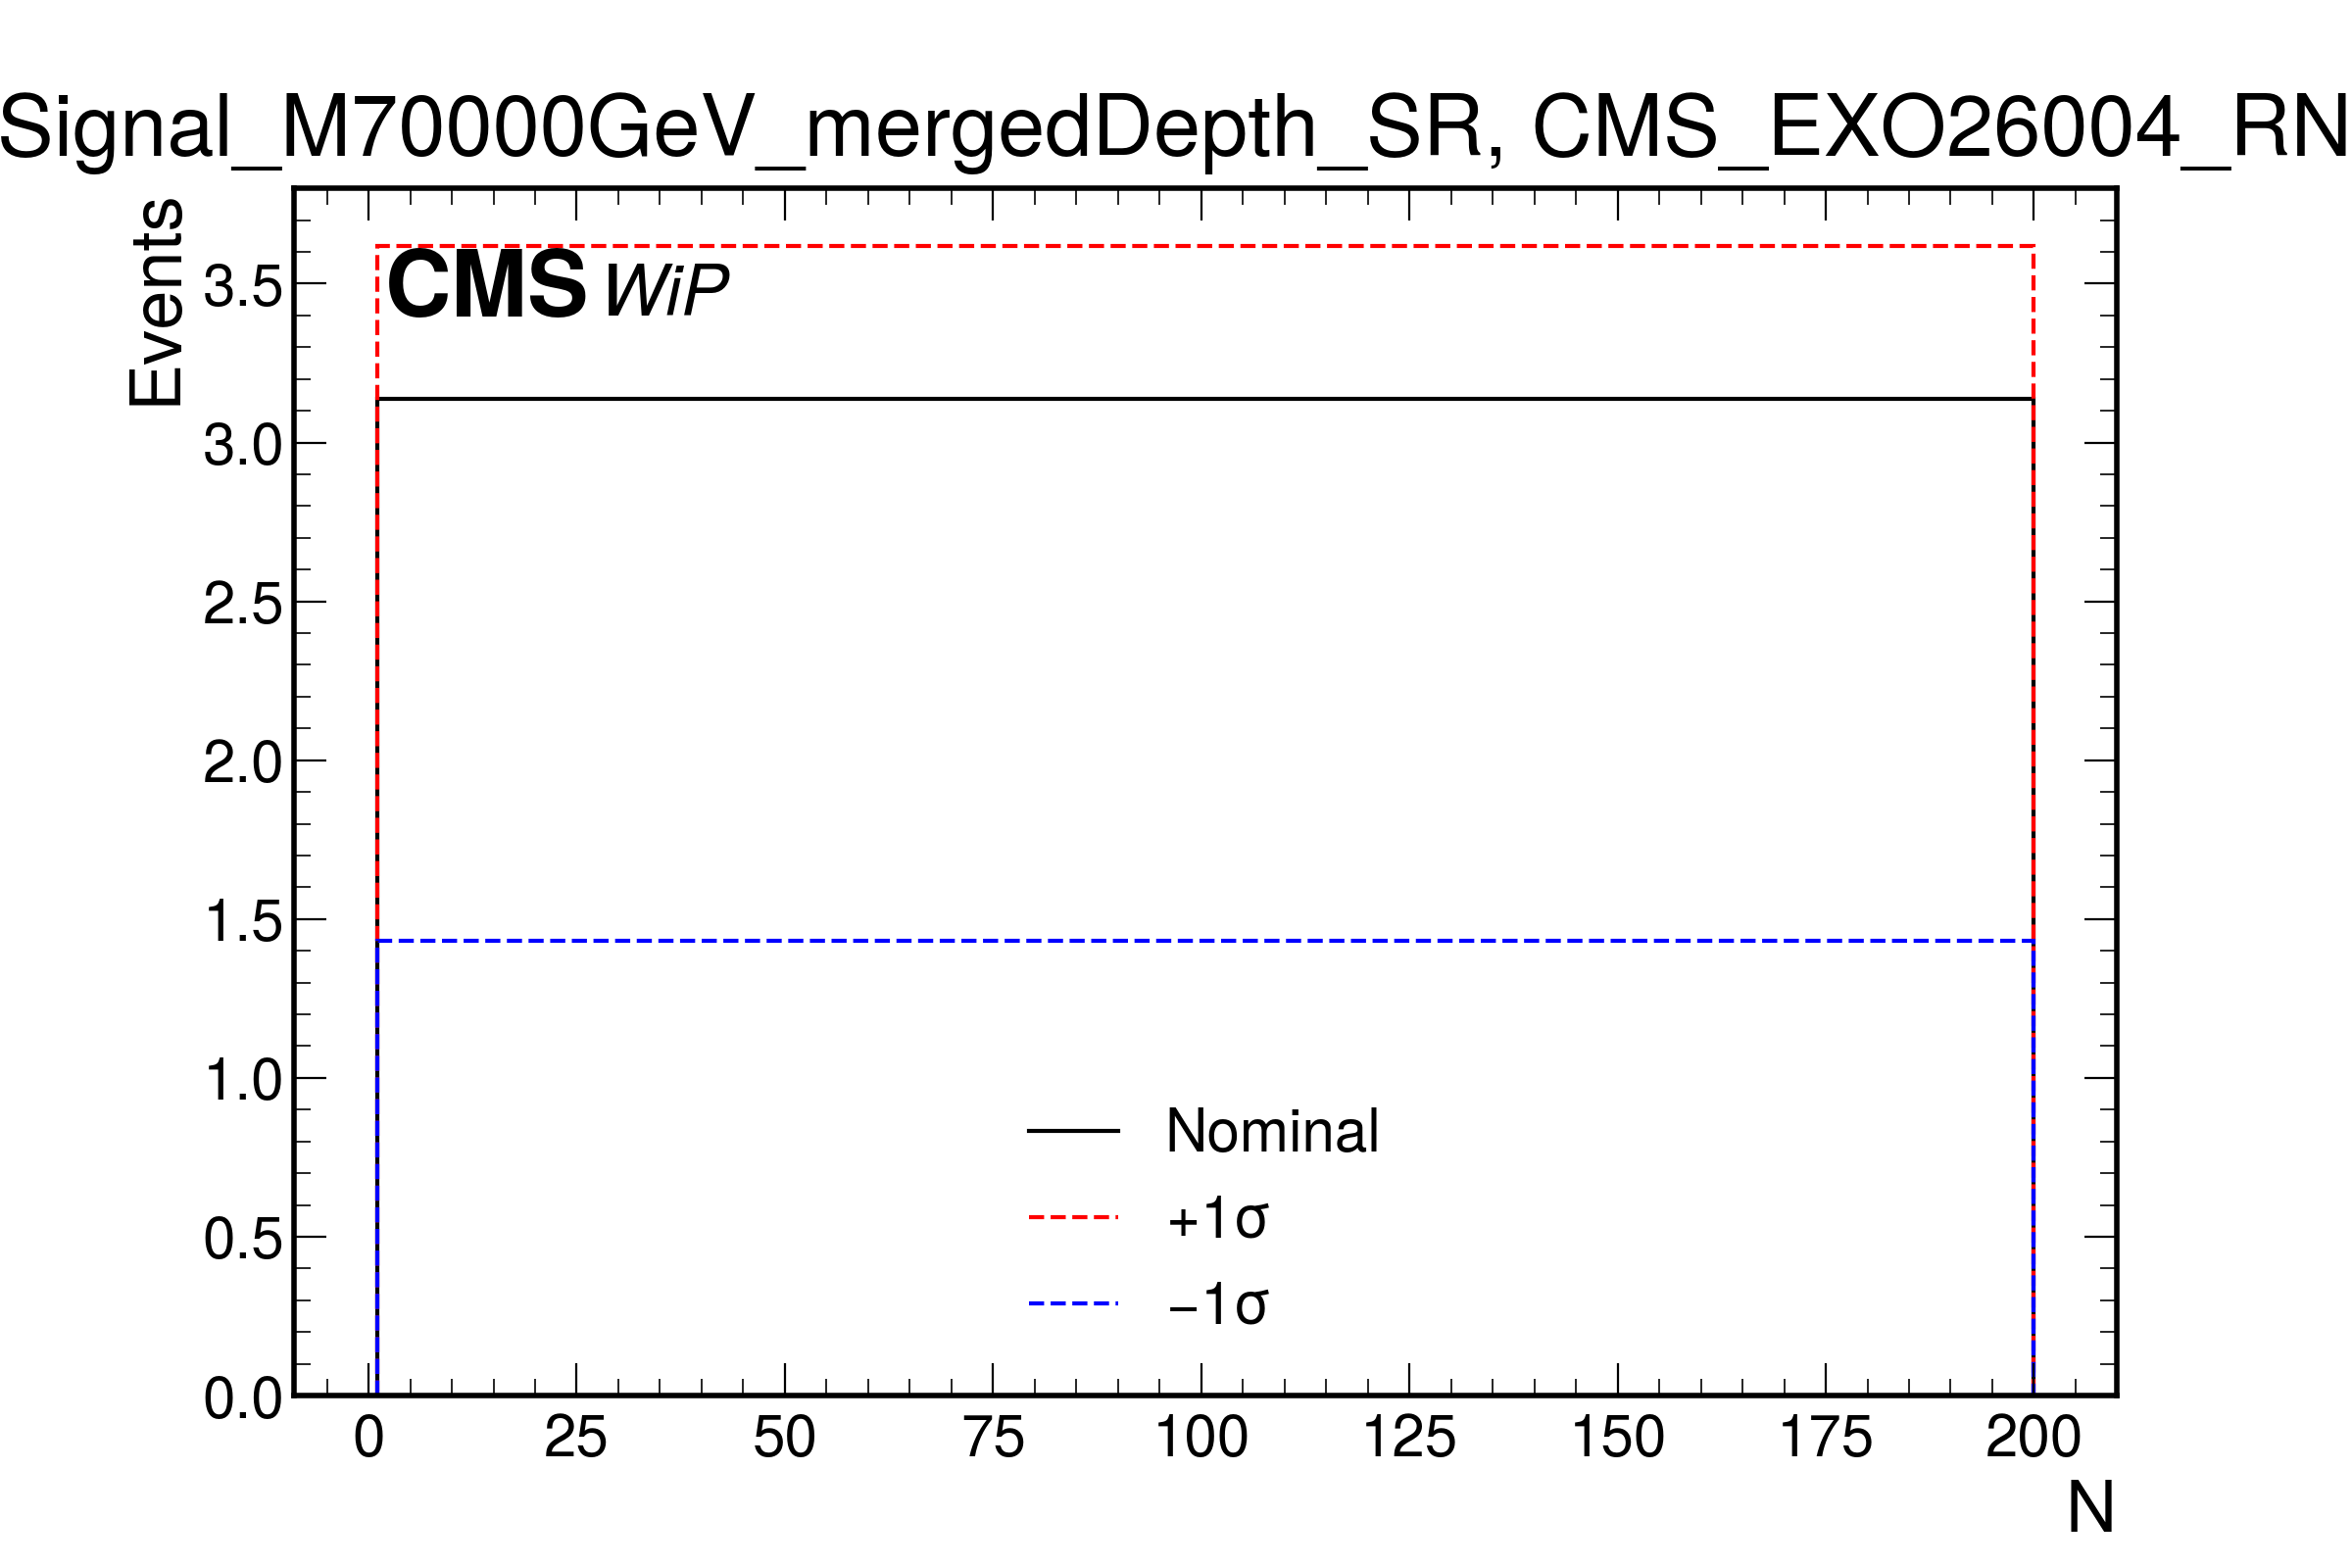 Signal_M70000GeV_mergedDepth_SR, CMS_EXO26004_RN
Events
CMS WiP
3.5
3.0
2.5
2.0
1.5
1.0
0.5
0.0
Nominal
+1σ
−1σ
0 25 50 75 100 125 150 175 200
N